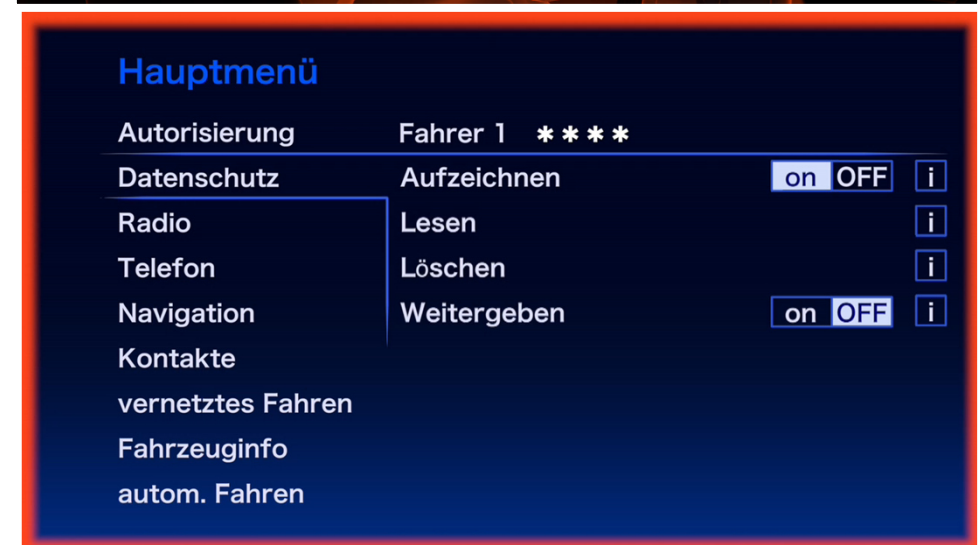 Hauptmenü
Autorisierung Fahrer 1 ****
Datenschutz Aufzeichnen on OFF i
Radio Lesen i
Telefon Löschen i
Navigation Weitergeben on OFF i
Kontakte
vernetztes Fahren
Fahrzeuginfo
autom. Fahren